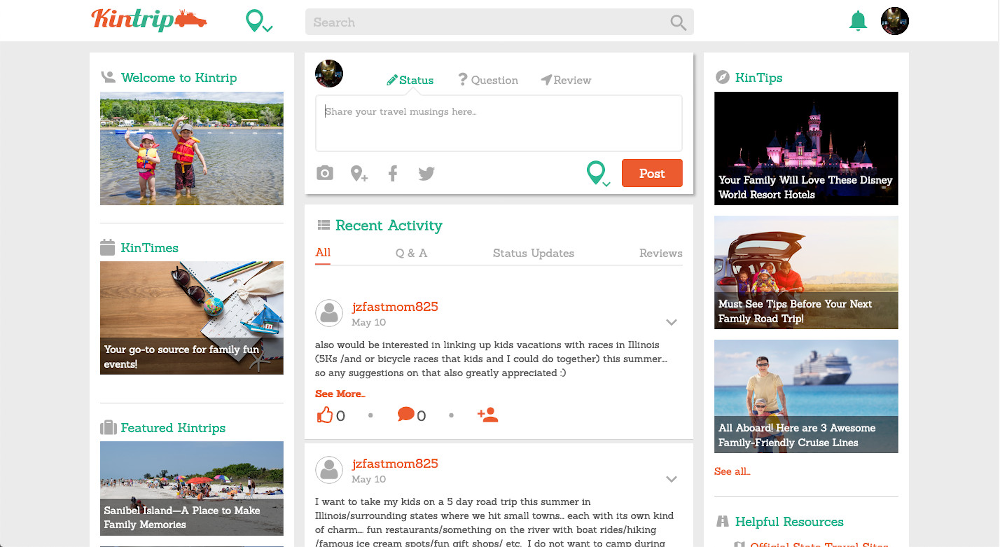 Kintrip
Search
Welcome to Kintrip
KinTimes
Your go-to source for family fun
events!
Featured Kintrips
Sanibel Island—A Place to Make
Family Memories
Status
Question
Review
Share your travel musings here...
Post
Recent Activity
All
Q & A
Status Updates
Reviews
jzfastmom825
May 10
also would be interested in linking up kids vacations with races in Illinois
(5Ks /and or bicycle races that kids and I could do together) this summer...
so any suggestions on that also greatly appreciated :)
See More...
0
0
jzfastmom825
May 10
I want to take my kids on a 5 day road trip this summer in
Illinois/surrounding states where we hit small towns... each with its own kind
of charm... fun restaurants/something on the river with boat rides/hiking
/famous ice cream spots/fun gift shops/ etc. I do not want to camp during
KinTips
Your Family Will Love These Disney
World Resort Hotels
Must See Tips Before Your Next
Family Road Trip!
All Aboard! Here are 3 Awesome
Family-Friendly Cruise Lines
See all...
Helpful Resources
Official State Travel Sites